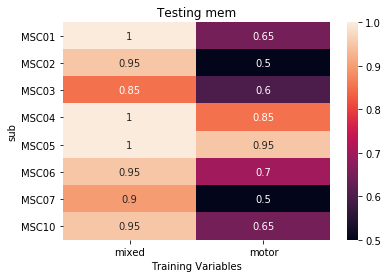 Testing mem
MSC01 1 0.65 1.0
MSC02 0.95 0.5
MSC03 0.85 0.6 0.9
MSC04 1 0.85 0.8
sub
MSC05 1 0.95
MSC06 0.95 0.7 0.7
MSC07 0.9 0.5 0.6
MSC10 0.95 0.65 0.5
mixed motor
Training Variables